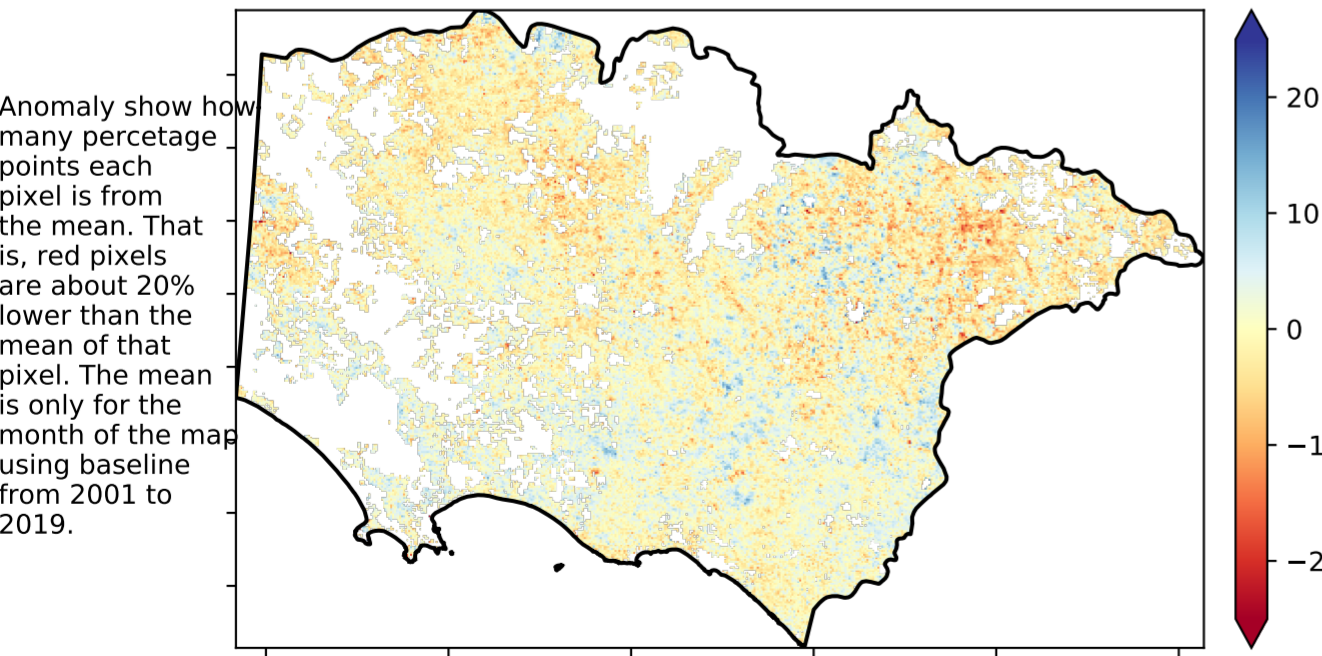 Anomaly show how
many percetage
points each
pixel is from
the mean. That
is, red pixels
are about 20%
lower than the
mean of that
pixel. The mean
is only for the
month of the map
using baseline
from 2001 to
2019.
20
10
0
−1
−2